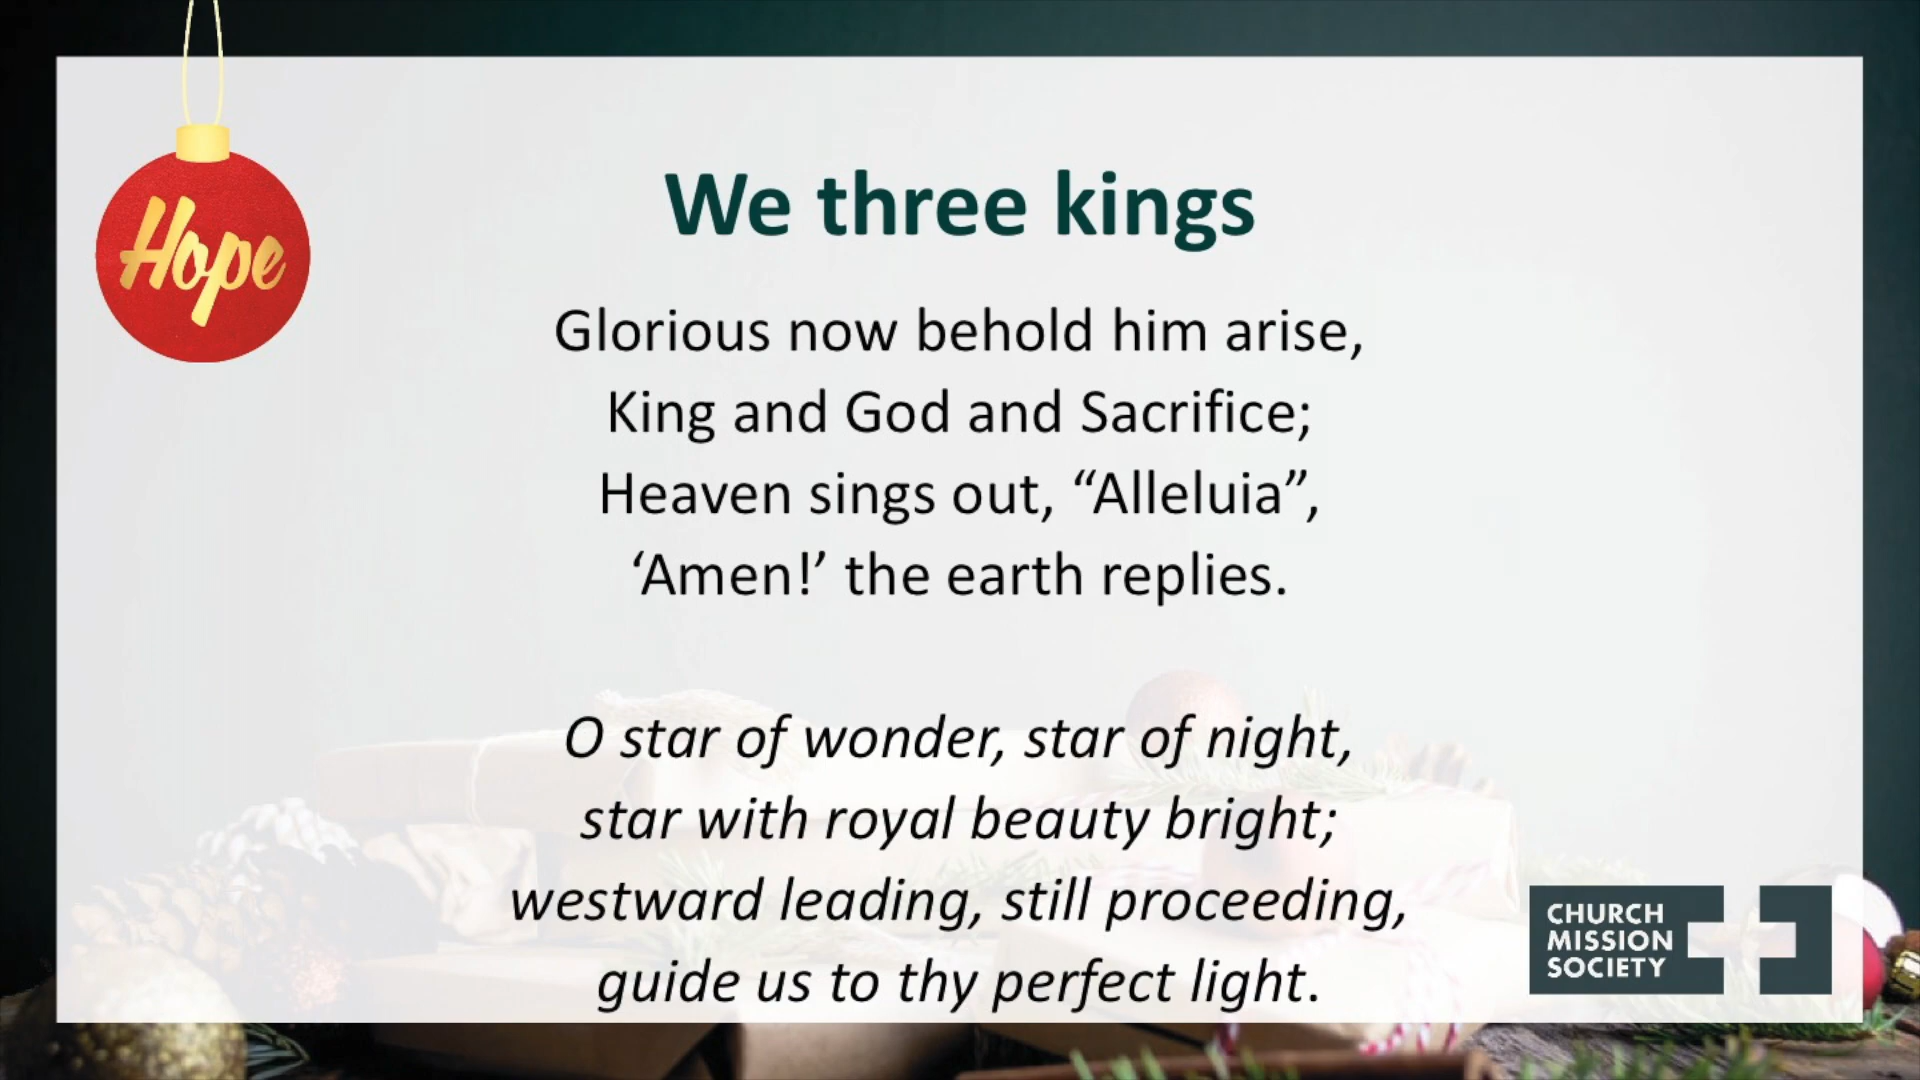 Hope
We three kings
Glorious now behold him arise,
King and God and Sacrifice;
Heaven sings out, “Alleluia”,
‘Amen!’ the earth replies.
O star of wonder, star of night,
star with royal beauty bright;
westward leading, still proceeding,
guide us to thy perfect light.
CHURCH
MISSION
SOCIETY